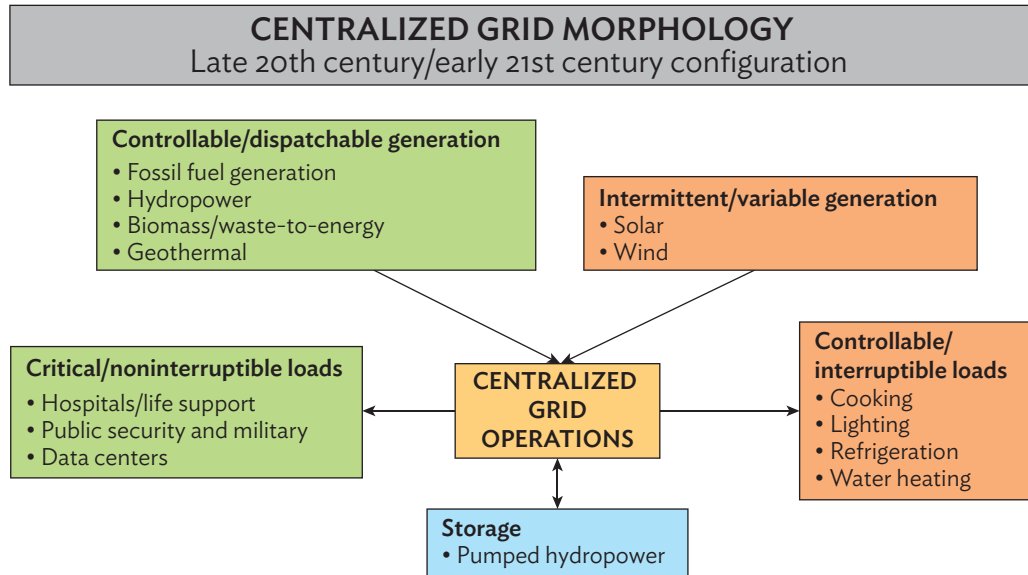 CENTRALIZED GRID MORPHOLOGY
Late 20th century/early 21st century configuration
Controllable/dispatchable generation
• Fossil fuel generation
• Hydropower
• Biomass/waste-to-energy
• Geothermal
Intermittent/variable generation
• Solar
• Wind
Critical/noninterruptible loads
• Hospitals/life support
• Public security and military
• Data centers
CENTRALIZED
GRID
OPERATIONS
Controllable/
interruptible loads
• Cooking
• Lighting
• Refrigeration
• Water heating
Storage
• Pumped hydropower